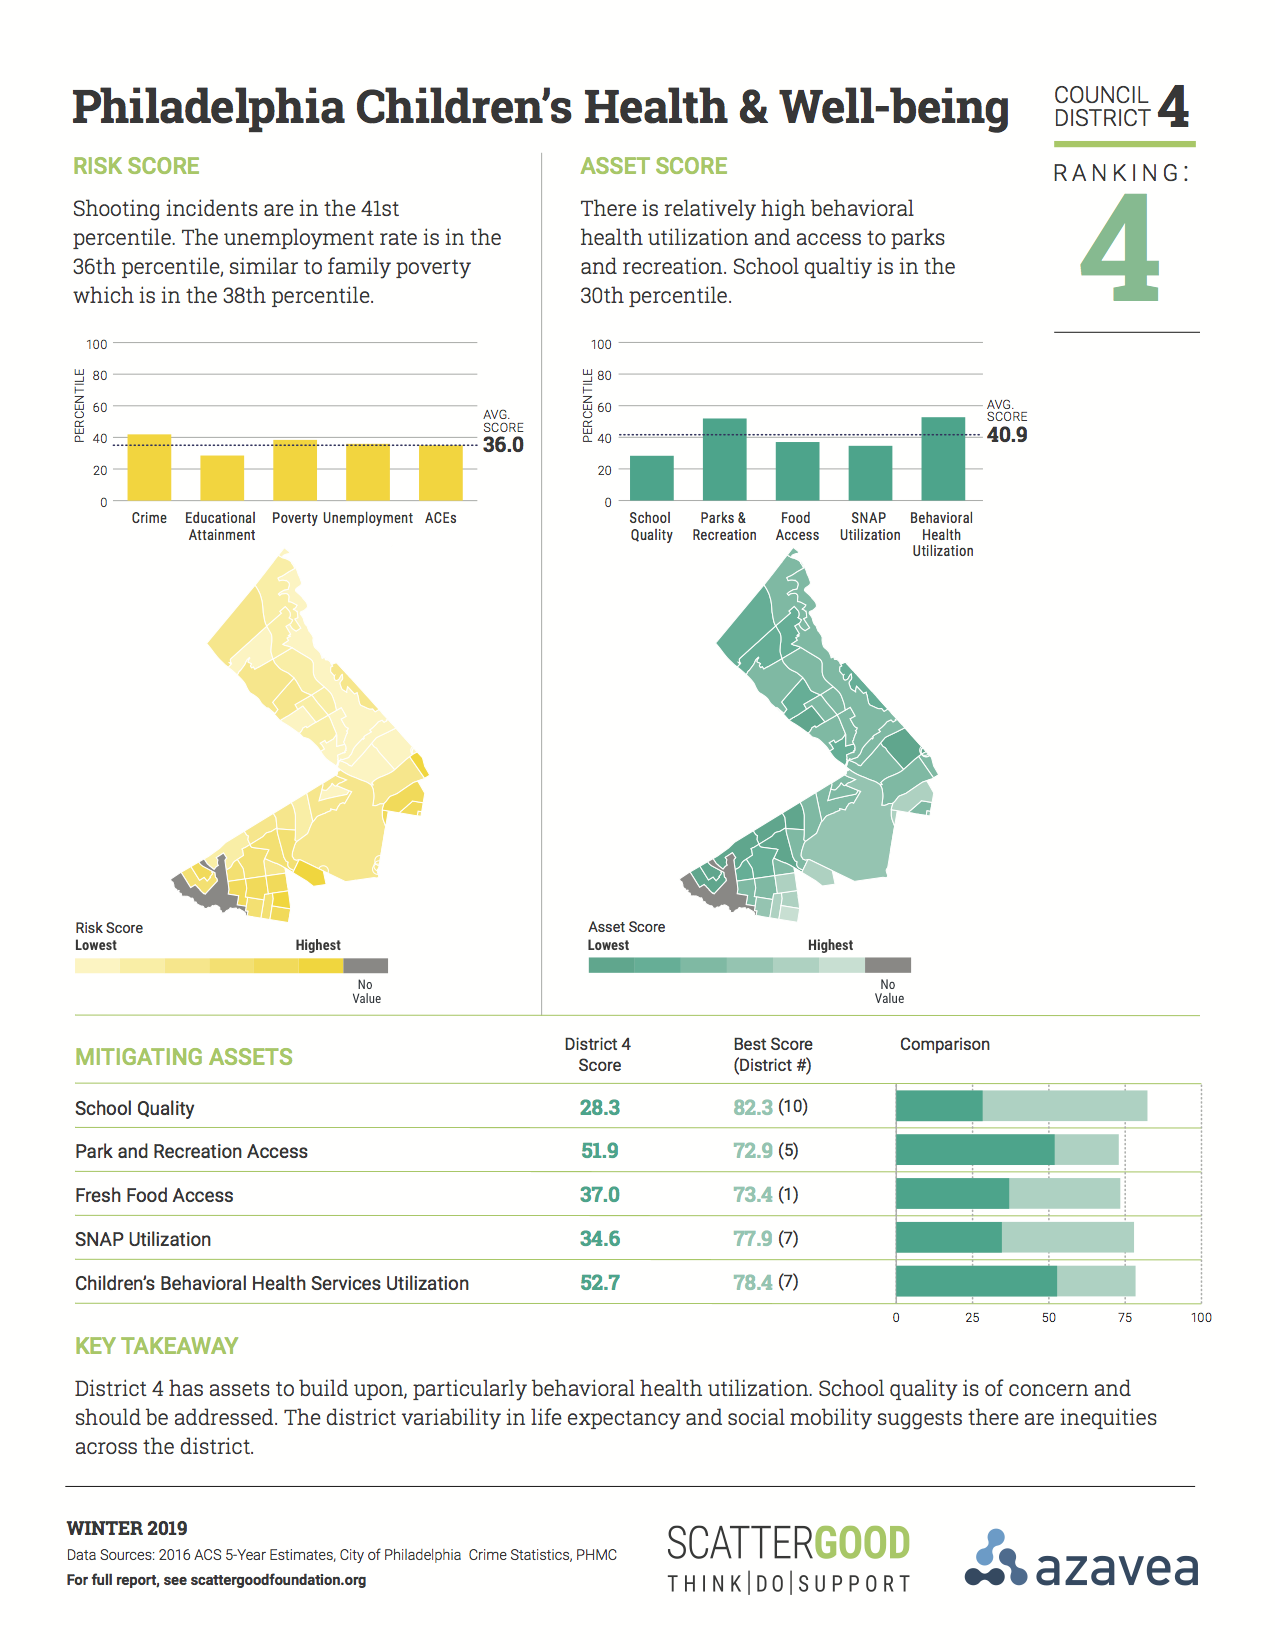 Philadelphia Children's Health & Well-being
COUNCIL
DISTRICT 4
RANKING:
4
RISK SCORE
Shooting incidents are in the 41st
percentile. The unemployment rate is in the
36th percentile, similar to family poverty
which is in the 38th percentile.
100
80
60
40
20
0
PERCENTILE
AVG.
SCORE
36.0
Crime
Educational
Attainment
Poverty
Unemployment
ACEs
Risk Score
Lowest
Highest
No
Value
ASSET SCORE
There is relatively high behavioral
health utilization and access to parks
and recreation. School qualtiy is in the
30th percentile.
100
80
60
40
20
0
PERCENTILE
AVG.
SCORE
40.9
School
Quality
Parks &
Recreation
Food
Access
SNAP
Utilization
Behavioral
Health
Utilization
Asset Score
Lowest
Highest
No
Value
MITIGATING ASSETS
District 4
Score
Best Score
(District #)
Comparison
School Quality 28.3 82.3 (10)
Park and Recreation Access 51.9 72.9 (5)
Fresh Food Access 37.0 73.4 (1)
SNAP Utilization 34.6 77.9 (7)
Children's Behavioral Health Services Utilization 52.7 78.4 (7)
0 25 50 75 100
KEY TAKEAWAY
District 4 has assets to build upon, particularly behavioral health utilization. School quality is of concern and
should be addressed. The district variability in life expectancy and social mobility suggests there are inequities
across the district.
WINTER 2019
Data Sources: 2016 ACS 5-Year Estimates, City of Philadelphia Crime Statistics, PHMC
For full report, see scattergoodfoundation.org
SCATTERGOOD
THINK|DO|SUPPORT
azavea